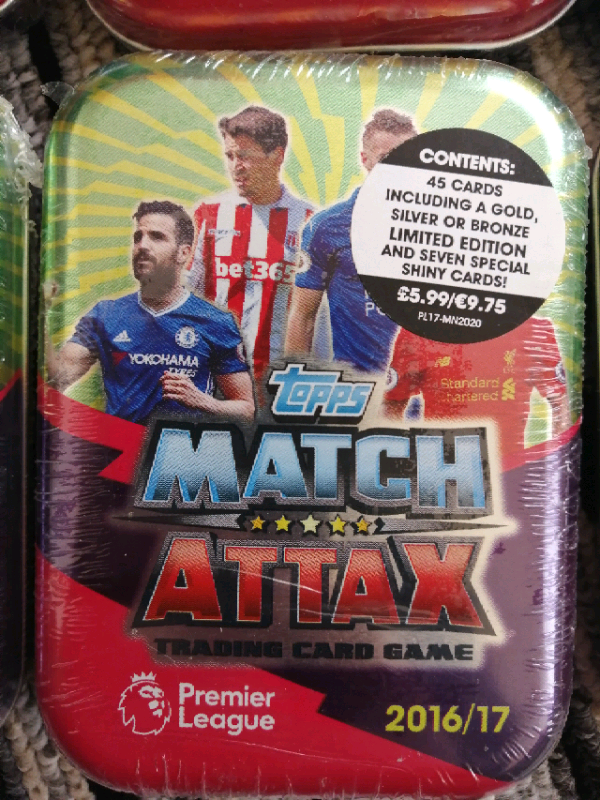 CONTENTS:
45 CARDS
INCLUDING A GOLD,
SILVER OR BRONZE
LIMITED EDITION
AND SEVEN SPECIAL
SHINY CARDS!
£5.99/€9.75
PL17-MN2020
bet365
YOKOHAMA
TYRES
Standard
Chartered
topps
MATCH
ATTAX
TRADING CARD GAME
Premier
League
2016/17